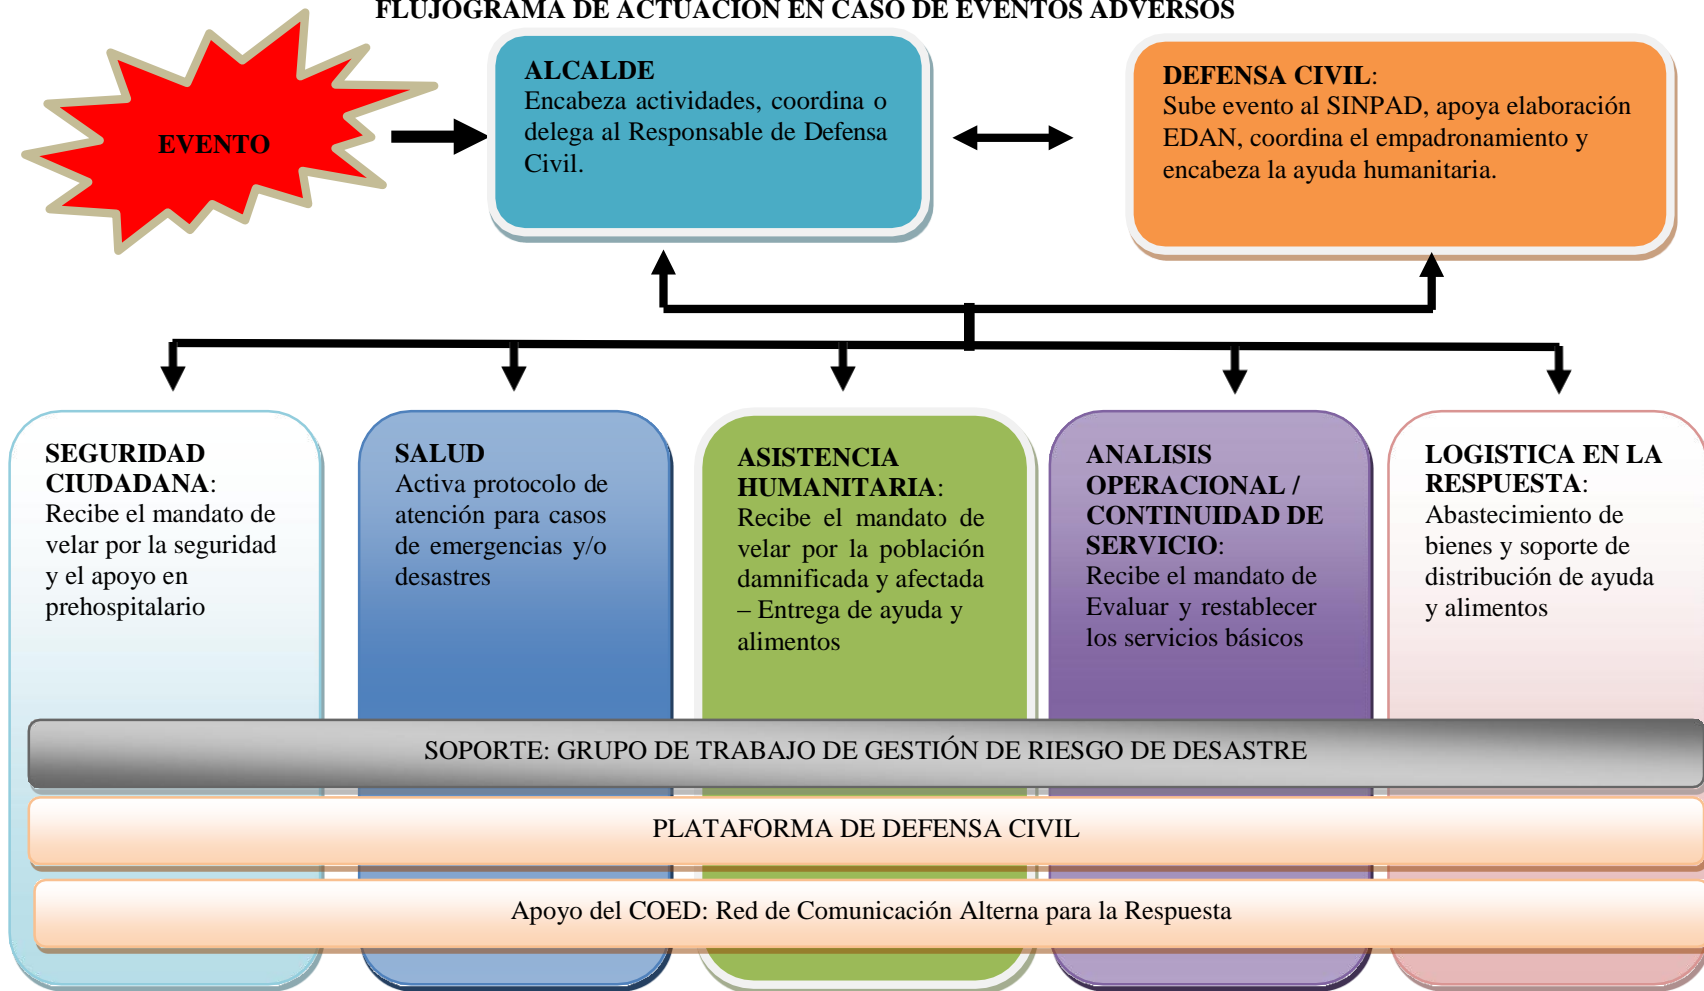 FLUJOGRAMA DE ACTUACION EN CASO DE EVENTOS ADVERSOS
EVENTO
ALCALDE
Encabeza actividades, coordina o
delega al Responsable de Defensa
Civil.
DEFENSA CIVIL:
Sube evento al SINPAD, apoya elaboración
EDAN, coordina el empadronamiento y
encabeza la ayuda humanitaria.
SEGURIDAD
CIUDADANA:
Recibe el mandato de
velar por la seguridad
y el apoyo en
prehospitalario
SALUD
Activa protocolo de
atención para casos
de emergencias y/o
desastres
ASISTENCIA
HUMANITARIA:
Recibe el mandato de
velar por la población
damnificada y afectada
– Entrega de ayuda y
alimentos
ANALISIS
OPERACIONAL /
CONTINUIDAD DE
SERVICIO:
Recibe el mandato de
Evaluar y restablecer
los servicios básicos
LOGISTICA EN LA
RESPUESTA:
Abastecimiento de
bienes y soporte de
distribución de ayuda
y alimentos
SOPORTE: GRUPO DE TRABAJO DE GESTIÓN DE RIESGO DE DESASTRE
PLATAFORMA DE DEFENSA CIVIL
Apoyo del COED: Red de Comunicación Alterna para la Respuesta